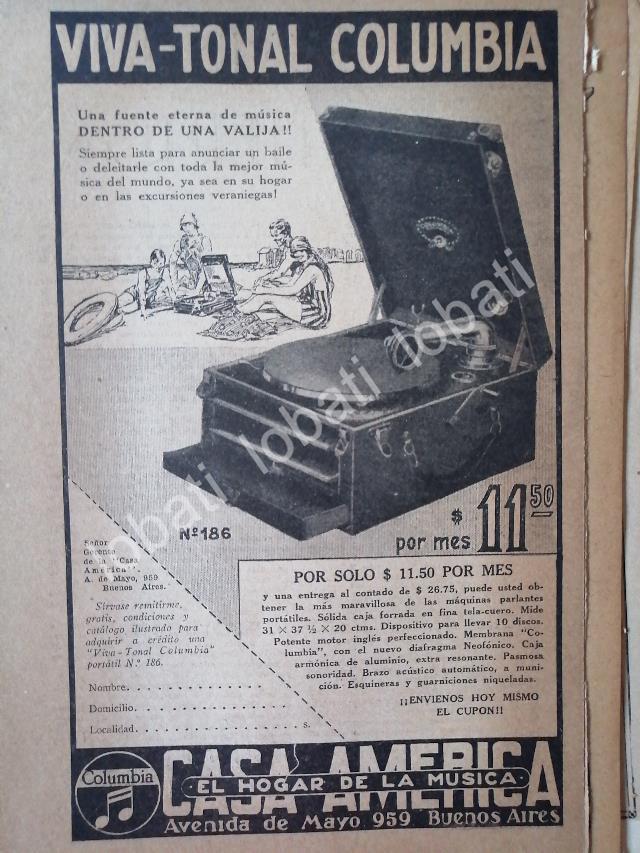 VIVA-TONAL COLUMBIA
Una fuente eterna de música
DENTRO DE UNA VALIJA!!
Siempre lista para anunciar un baile
o deleitarle con toda la mejor mú-
sica del mundo, ya sea en su hogar
o en las excursiones veraniegas!
lobati lobati lobati lobati
Nº 186
$ 11.50
por mes
Señor
Gerente
de la "Casa
América".
A. de Mayo, 959
Buenos Aires.
Sírvase remitirme,
gratis, condiciones y
catálogo ilustrado para
adquirir a crédito una
"Viva-Tonal Columbia"
portátil N.º 186.
Nombre
Domicilio
Localidad s.
POR SOLO $ 11.50 POR MES
y una entrega al contado de $ 26.75, puede usted ob-
tener la más maravillosa de las máquinas parlantes
portátiles. Sólida caja forrada en fina tela-cuero. Mide
31 × 37 ½ × 20 ctms. Dispositivo para llevar 10 discos.
Potente motor inglés perfeccionado. Membrana "Co-
lumbia", con el nuevo diafragma Neofónico. Caja
armónica de aluminio, extra resonante. Pasmosa
sonoridad. Brazo acústico automático, a muni-
ción. Esquineras y guarniciones niqueladas.
¡¡ENVIENOS HOY MISMO
EL CUPON!!
Columbia
CASA AMERICA
EL HOGAR DE LA MUSICA
Avenida de Mayo 959 Buenos Aires